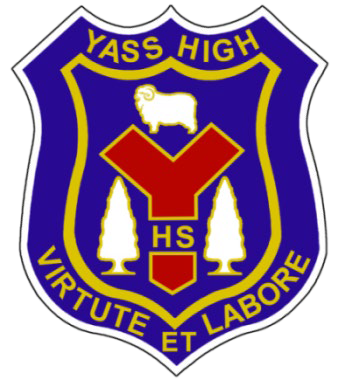 YASS HIGH
Y
HS
VIRTUTE ET LABORE